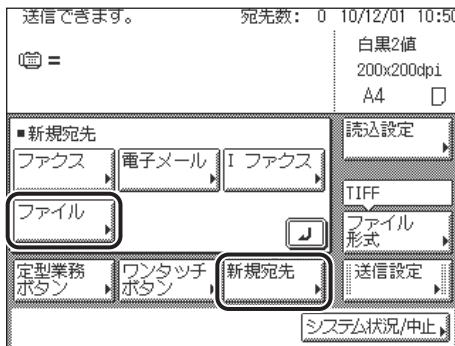 送信できます。 宛先数: 0 10/12/01 10:50
白黒2値
=
200x200dpi
A4
■新規宛先
読込設定
ファクス 電子メール I ファクス
TIFF
ファイル
ファイル
形式
定型業務
ボタン
ワンタッチ
ボタン
新規宛先
送信設定
システム状況/中止